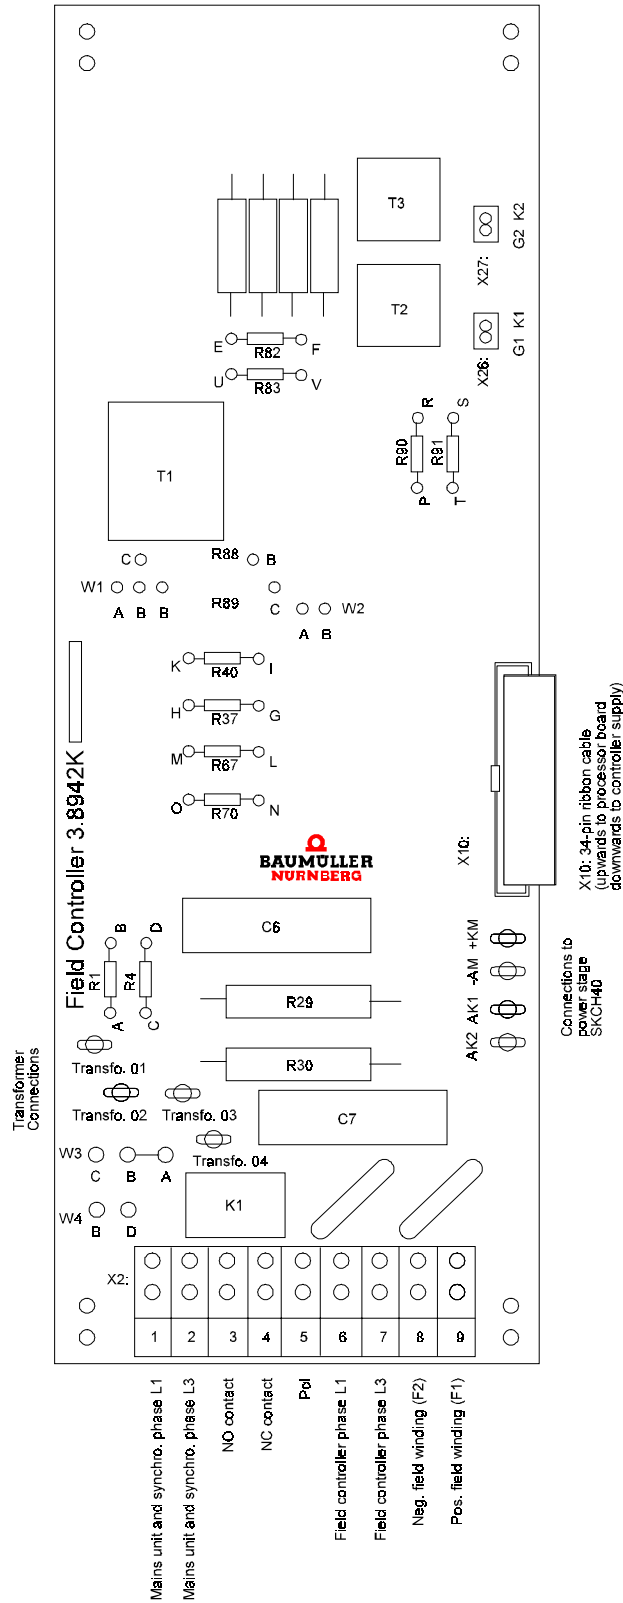 T3
K2
G2
X27:
T2
K1
G1
X26:
E
R82
F
U
R83
V
R
S
R90
R91
P
T
T1
C
R88
B
W1
A B B
R89
C
W2
A B
K
R40
I
H
R37
G
M
R67
L
O
R70
N
BAUMÜLLER
NÜRNBERG
Field Controller 3.8942K
X10:
X10: 34-pin ribbon cable
(upwards to processor board
downwards to controller supply)
C6
B
D
R1
R4
A
C
+KM
-AM
AK1
AK2
Connections to
power stage
SKCH40
R29
R30
Transformer
Connections
Transfo. 01
Transfo. 02
Transfo. 03
Transfo. 04
C7
W3
C B A
W4
B D
K1
X2:
1 2 3 4 5 6 7 8 9
Mains unit and synchro. phase L1
Mains unit and synchro. phase L3
NO contact
NC contact
Pol
Field controller phase L1
Field controller phase L3
Neg. field winding (F2)
Pos. field winding (F1)